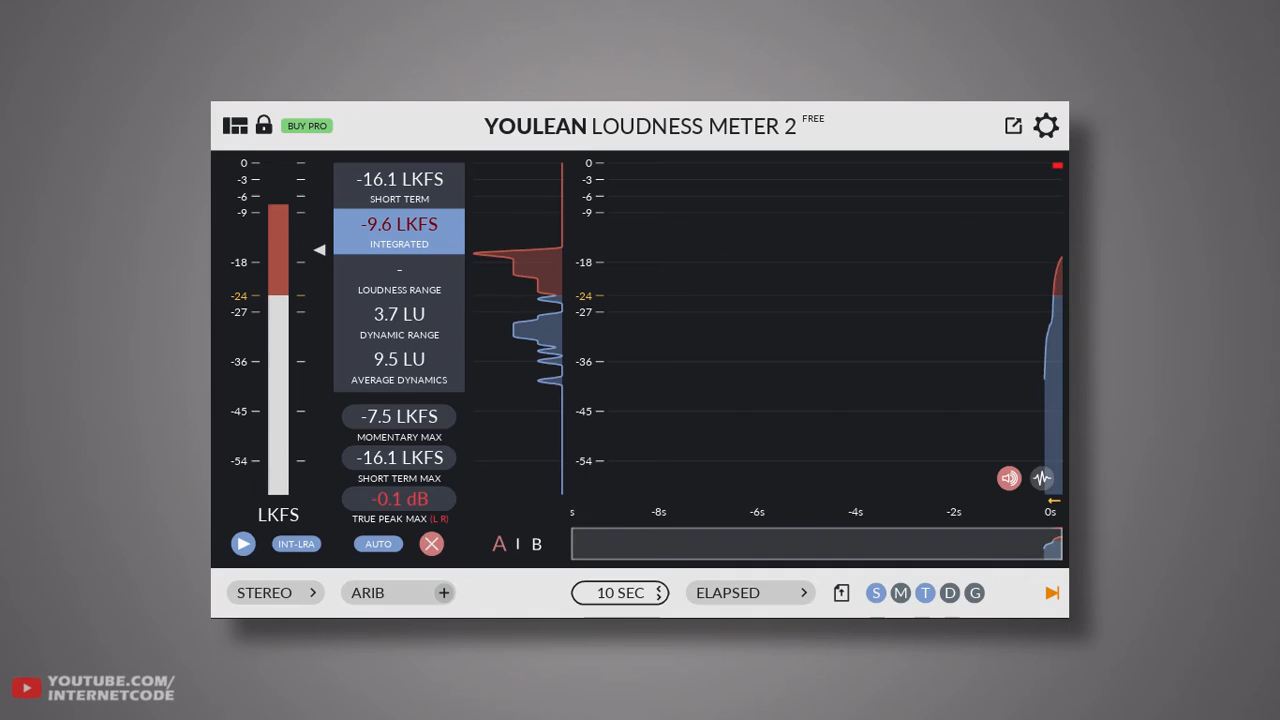 BUY PRO
YOULEAN LOUDNESS METER 2 FREE
0
-3
-6
-9
-18
-24
-27
-36
-45
-54
LKFS
-16.1 LKFS
SHORT TERM
-9.6 LKFS
INTEGRATED
-
LOUDNESS RANGE
3.7 LU
DYNAMIC RANGE
9.5 LU
AVERAGE DYNAMICS
-7.5 LKFS
MOMENTARY MAX
-16.1 LKFS
SHORT TERM MAX
-0.1 dB
TRUE PEAK MAX (L R)
0
-3
-6
-9
-18
-24
-27
-36
-45
-54
s -8s -6s -4s -2s 0s
INT-LRA AUTO A I B
STEREO ARIB + 10 SEC ELAPSED S M T D G
YOUTUBE.COM/
INTERNETCODE